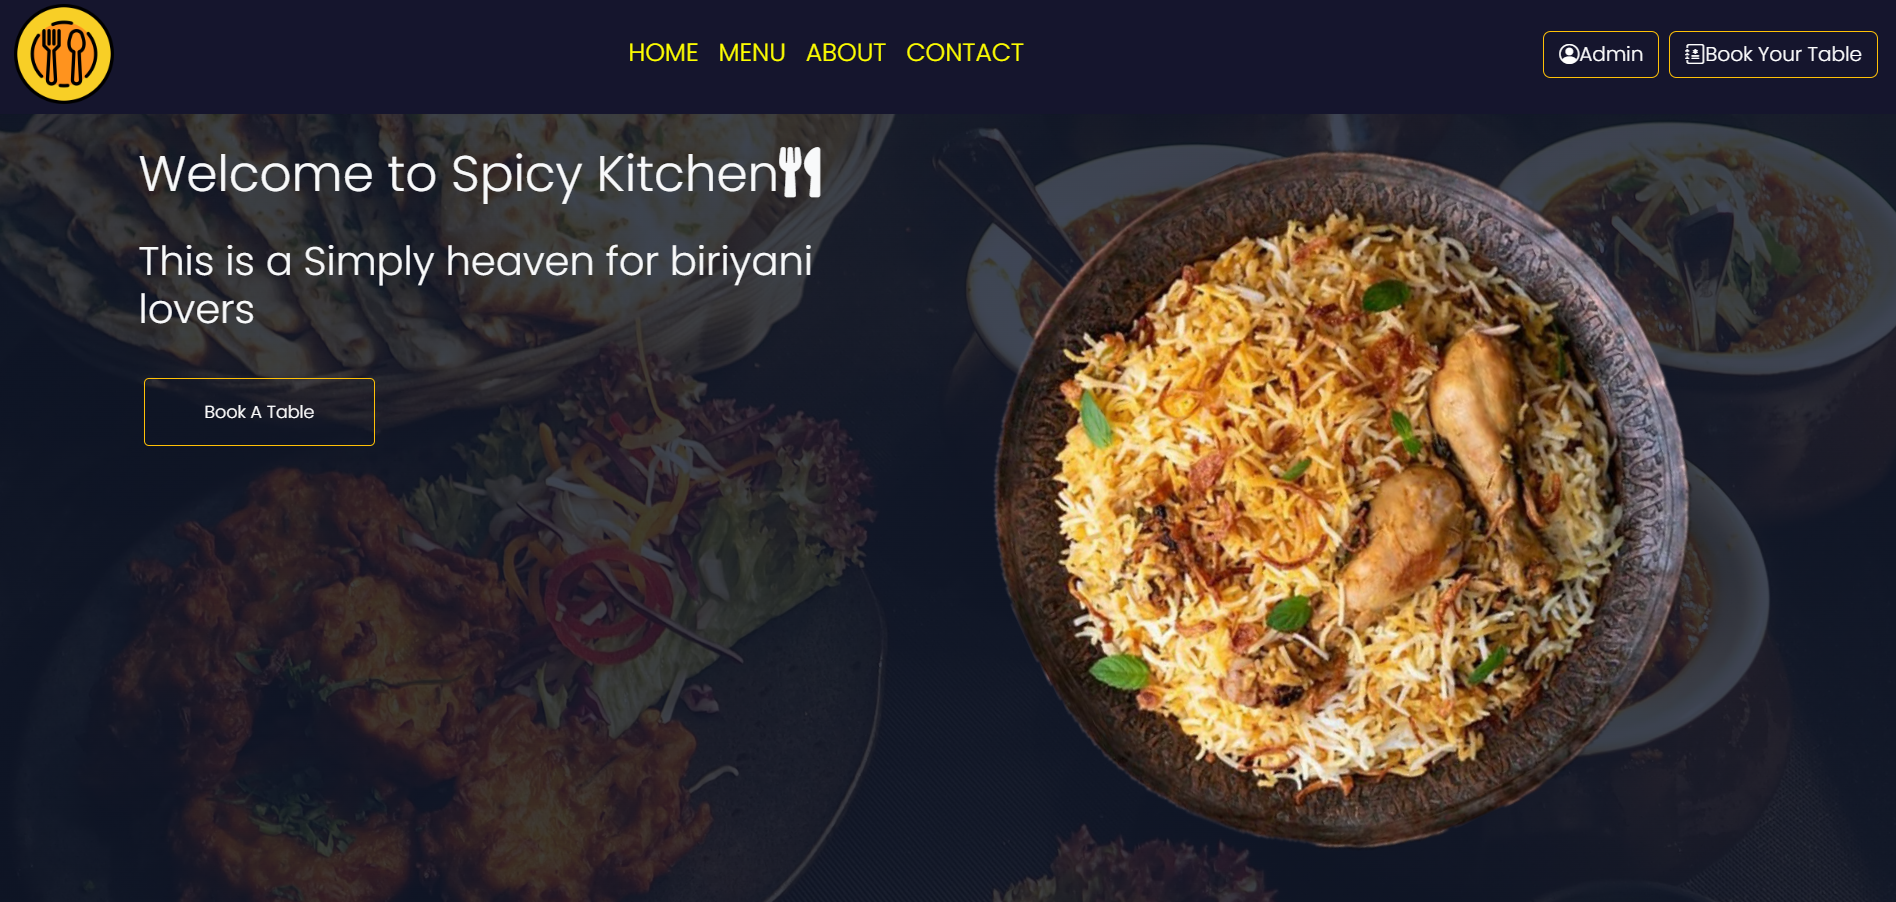 HOME MENU ABOUT CONTACT
Admin
Book Your Table
Welcome to Spicy Kitchen
This is a Simply heaven for biriyani
lovers
Book A Table